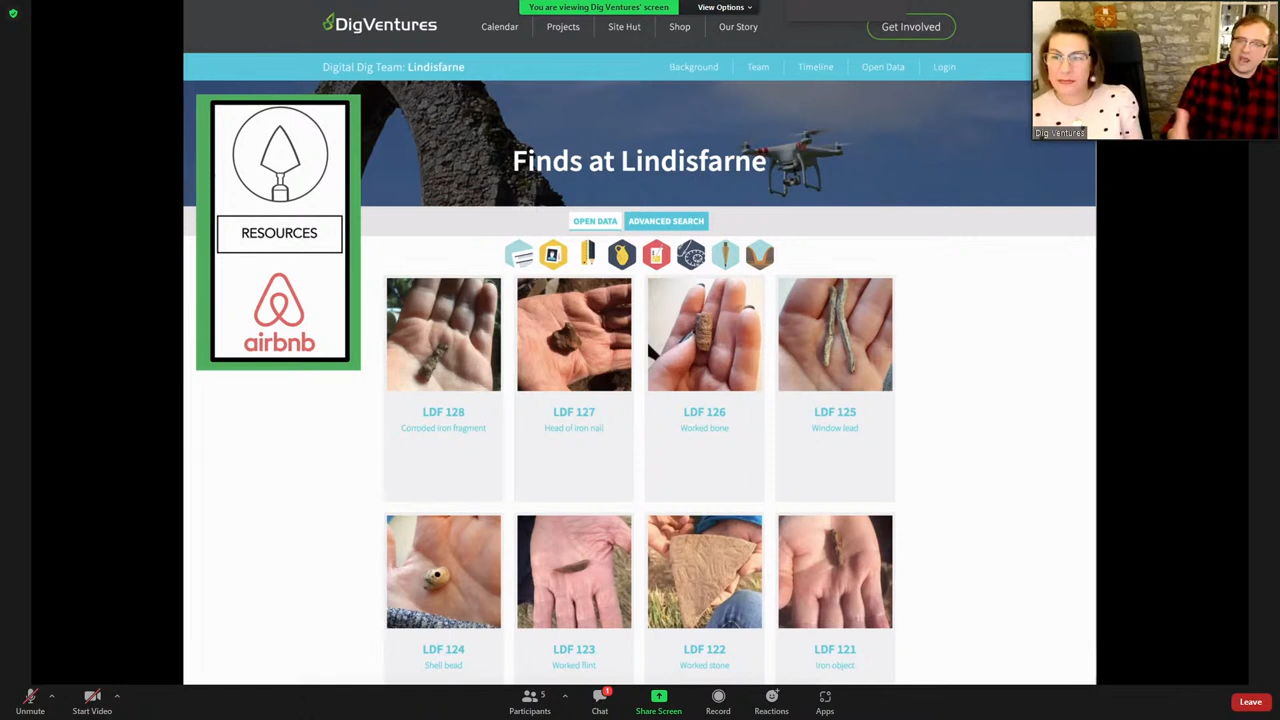 You are viewing Dig Ventures' screen
View Options
DigVentures
Calendar
Projects
Site Hut
Shop
Our Story
Get Involved
Digital Dig Team: Lindisfarne
Background
Team
Timeline
Open Data
Login
Dig Ventures
Finds at Lindisfarne
RESOURCES
airbnb
OPEN DATA
ADVANCED SEARCH
LDF 128
Corroded iron fragment
LDF 127
Head of iron nail
LDF 126
Worked bone
LDF 125
Window lead
LDF 124
Shell bead
LDF 123
Worked flint
LDF 122
Worked stone
LDF 121
Iron object
Unmute
Start Video
5
Participants
1
Chat
Share Screen
Record
Reactions
Apps
Leave